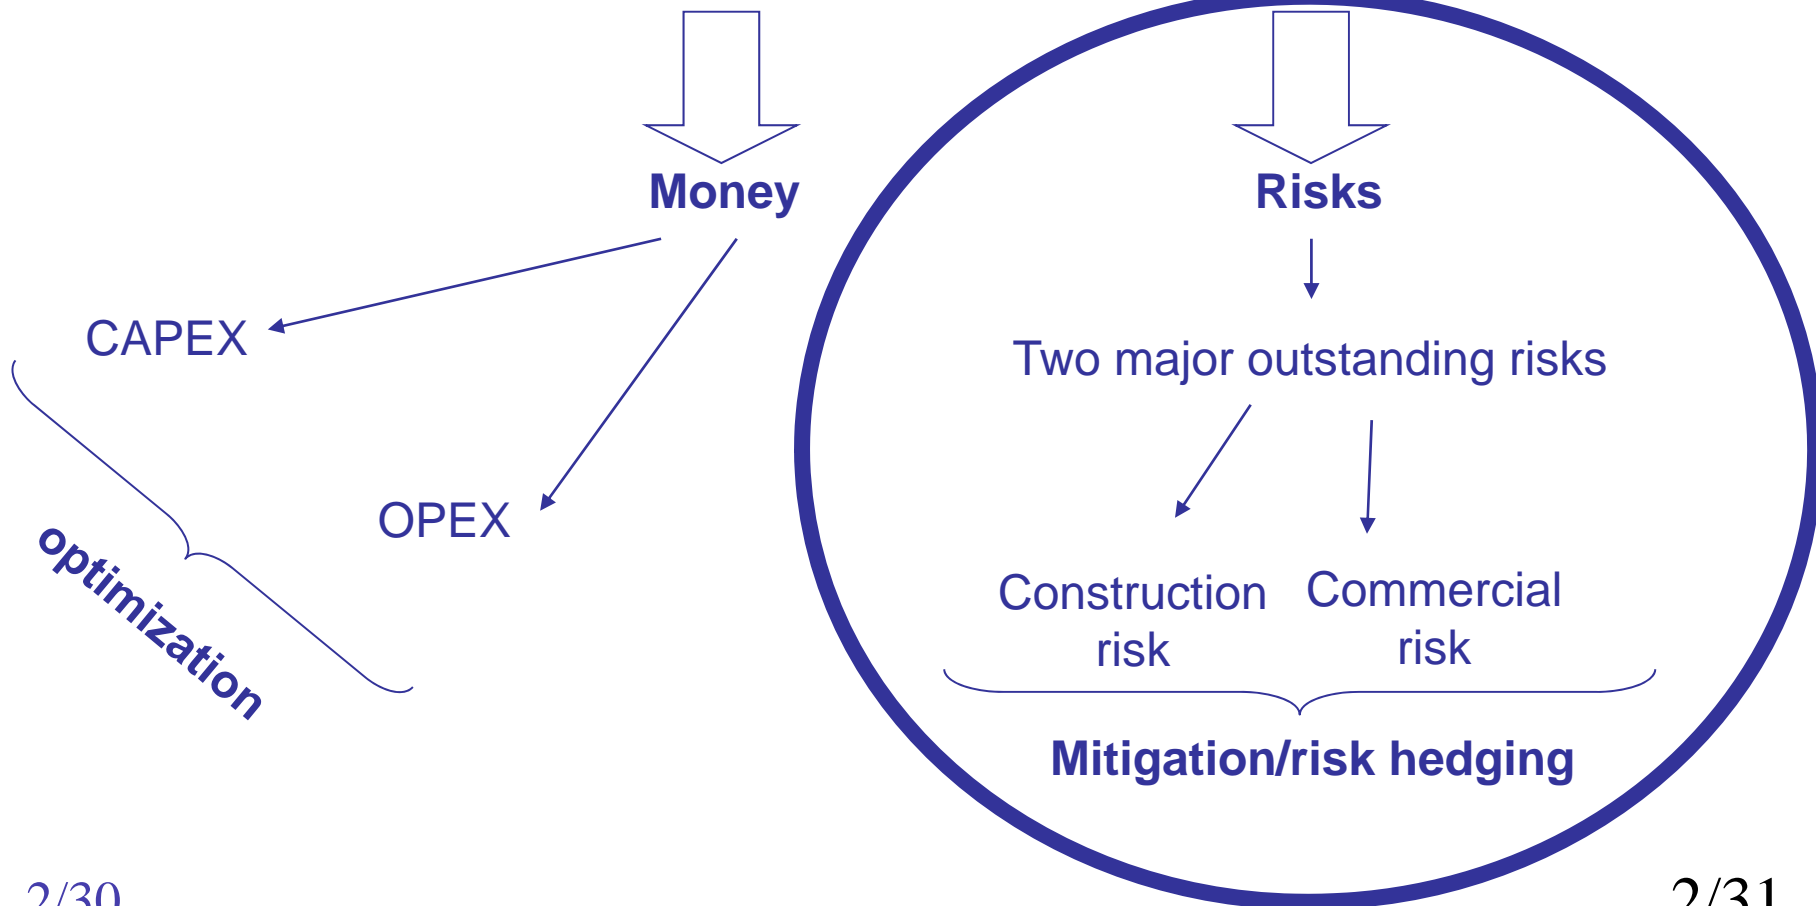 Money
Risks
CAPEX
Two major outstanding risks
OPEX
optimization
Construction
risk
Commercial
risk
Mitigation/risk hedging
2/30
2/31